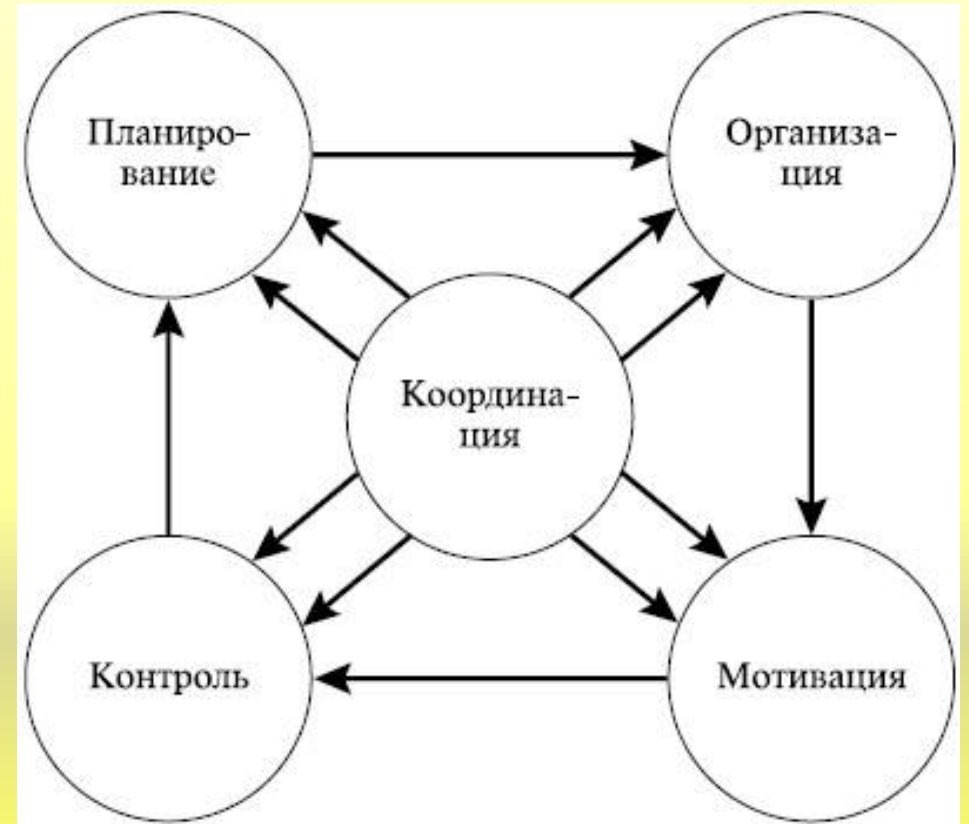 Планиро-
вание
Организа-
ция
Координа-
ция
Контроль
Мотивация